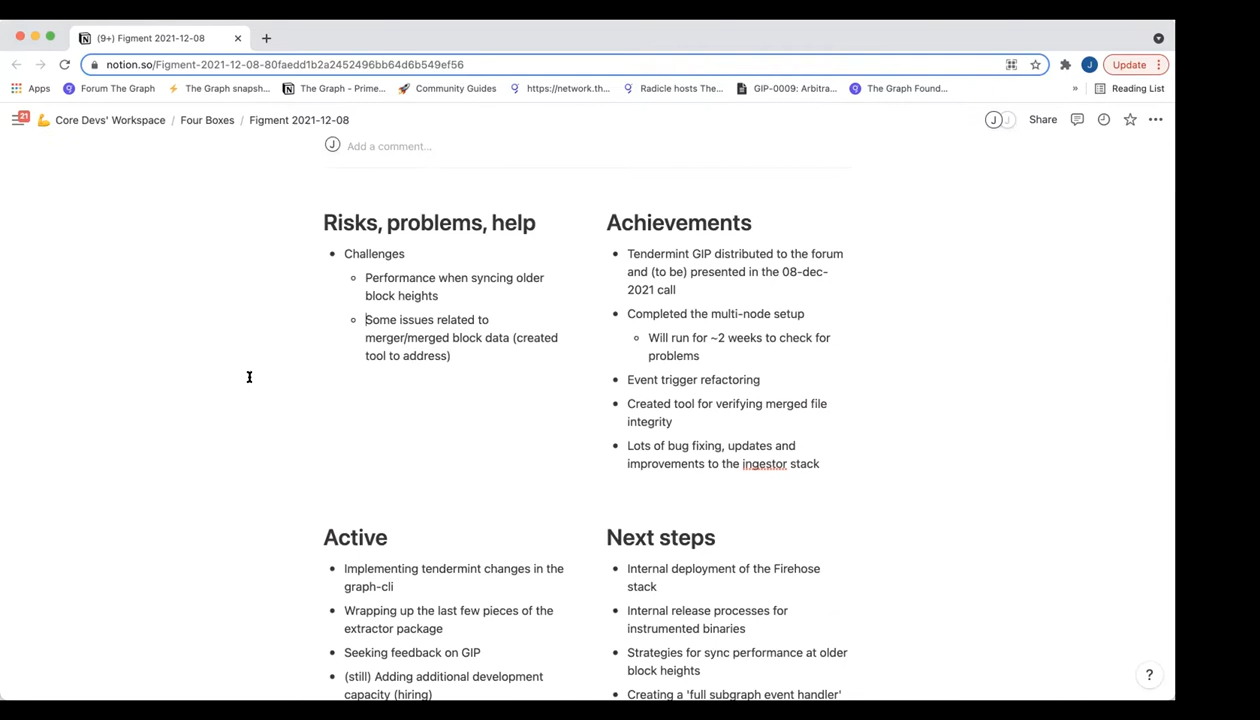 (9+) Figment 2021-12-08
notion.so/Figment-2021-12-08-80faedd1b2a2452496bb64d6b549ef56
Update
Apps
Forum The Graph
The Graph snapsh...
The Graph - Prime...
Community Guides
https://network.th...
Radicle hosts The...
GIP-0009: Arbitra...
The Graph Found...
»
Reading List
21
Core Devs' Workspace / Four Boxes / Figment 2021-12-08
J
J
Share
J
Add a comment...
Risks, problems, help
• Challenges
Performance when syncing older
block heights
Some issues related to
merger/merged block data (created
tool to address)
Achievements
• Tendermint GIP distributed to the forum
and (to be) presented in the 08-dec-
2021 call
• Completed the multi-node setup
Will run for ~2 weeks to check for
problems
• Event trigger refactoring
• Created tool for verifying merged file
integrity
• Lots of bug fixing, updates and
improvements to the ingestor stack
Active
• Implementing tendermint changes in the
graph-cli
• Wrapping up the last few pieces of the
extractor package
• Seeking feedback on GIP
• (still) Adding additional development
capacity (hiring)
Next steps
• Internal deployment of the Firehose
stack
• Internal release processes for
instrumented binaries
• Strategies for sync performance at older
block heights
• Creating a 'full subgraph event handler'
?